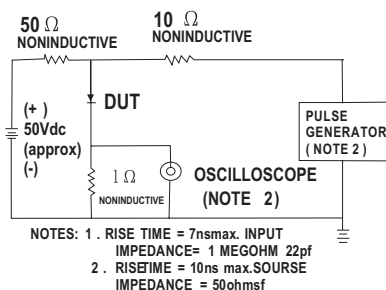 50 Ω
NONINDUCTIVE
10 Ω
NONINDUCTIVE
(+)
50Vdc
(approx)
(-)
DUT
PULSE
GENERATOR
( NOTE 2 )
1 Ω
NONINDUCTIVE
OSCILLOSCOPE
(NOTE 2)
NOTES: 1 . RISE TIME = 7nsmax. INPUT
IMPEDANCE= 1 MEGOHM 22pf
2 . RISETIME = 10ns max.SOURSE
IMPEDANCE = 50ohmsf